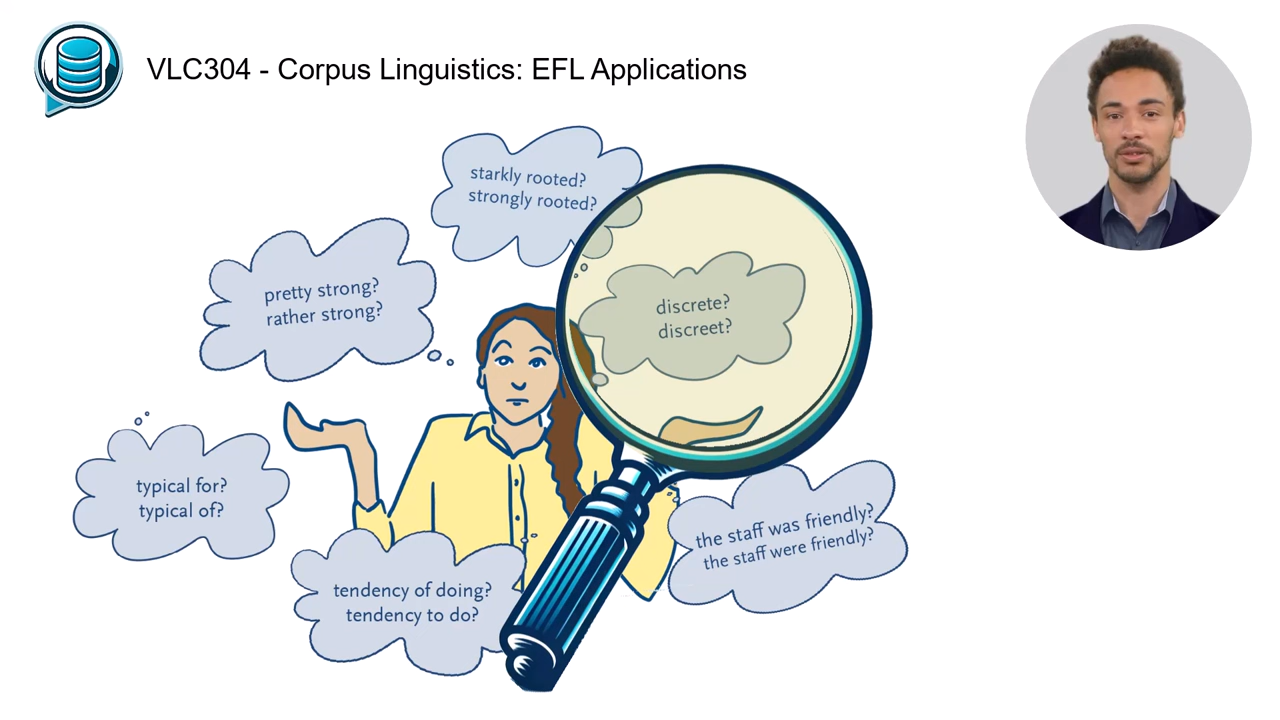 VLC304 - Corpus Linguistics: EFL Applications
starkly rooted?
strongly rooted?
pretty strong?
rather strong?
discrete?
discreet?
typical for?
typical of?
the staff was friendly?
the staff were friendly?
tendency of doing?
tendency to do?